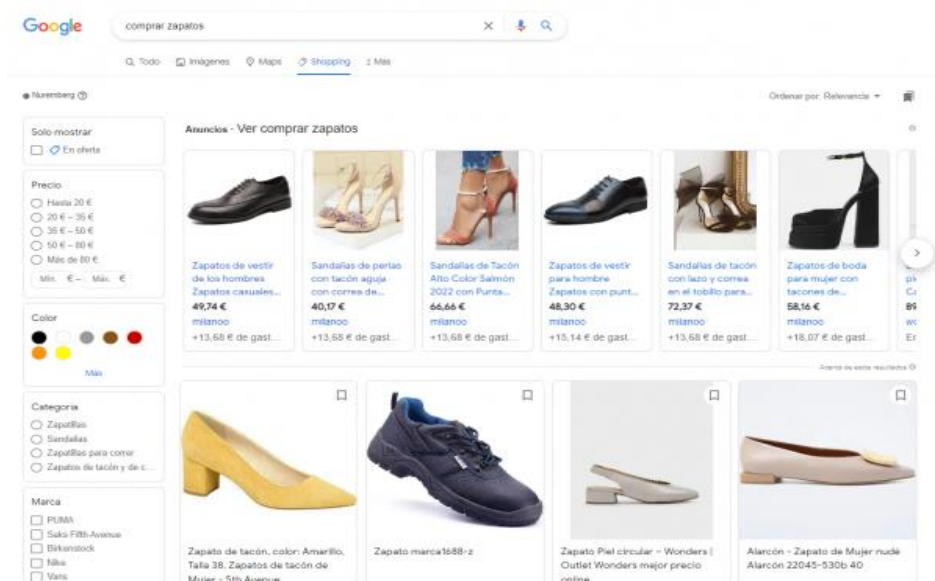 Google
comprar zapatos
Todo
Imágenes
Maps
Shopping
Más
Nuremberg
Ordenar por: Relevancia
Solo mostrar
En oferta
Precio
Hasta 20 €
20 € – 35 €
35 € – 50 €
50 € – 80 €
Más de 80 €
Mín. € – Máx. €
Color
Más
Categoría
Zapatillas
Sandalias
Zapatillas para correr
Zapatos de tacón y de c...
Marca
PUMA
Saks Fifth Avenue
Birkenstock
Nike
Vans
Anuncios · Ver comprar zapatos
Zapatos de vestir
de los hombres
Zapatos casuales...
49,74 €
milanoo
+13,68 € de gast...
Sandalias de perlas
con tacón aguja
con correa de...
40,17 €
milanoo
+13,68 € de gast...
Sandalias de Tacón
Alto Color Salmón
2022 con Punta...
66,66 €
milanoo
+13,68 € de gast...
Zapatos de vestir
para hombre
Zapatos con punt...
48,30 €
milanoo
+15,14 € de gast...
Sandalias de tacón
con lazo y correa
en el tobillo para...
72,37 €
milanoo
+13,68 € de gast...
Zapatos de boda
para mujer con
tacones de...
58,16 €
milanoo
+18,07 € de gast...
Acerca de estos resultados
Zapato de tacón, color: Amarillo,
Talla 38. Zapatos de tacón de
Mujer - 5th Avenue
Zapato marca1688-z
Zapato Piel circular – Wonders |
Outlet Wonders mejor precio
online
Alarcón - Zapato de Mujer nude
Alarcón 22045-530b 40